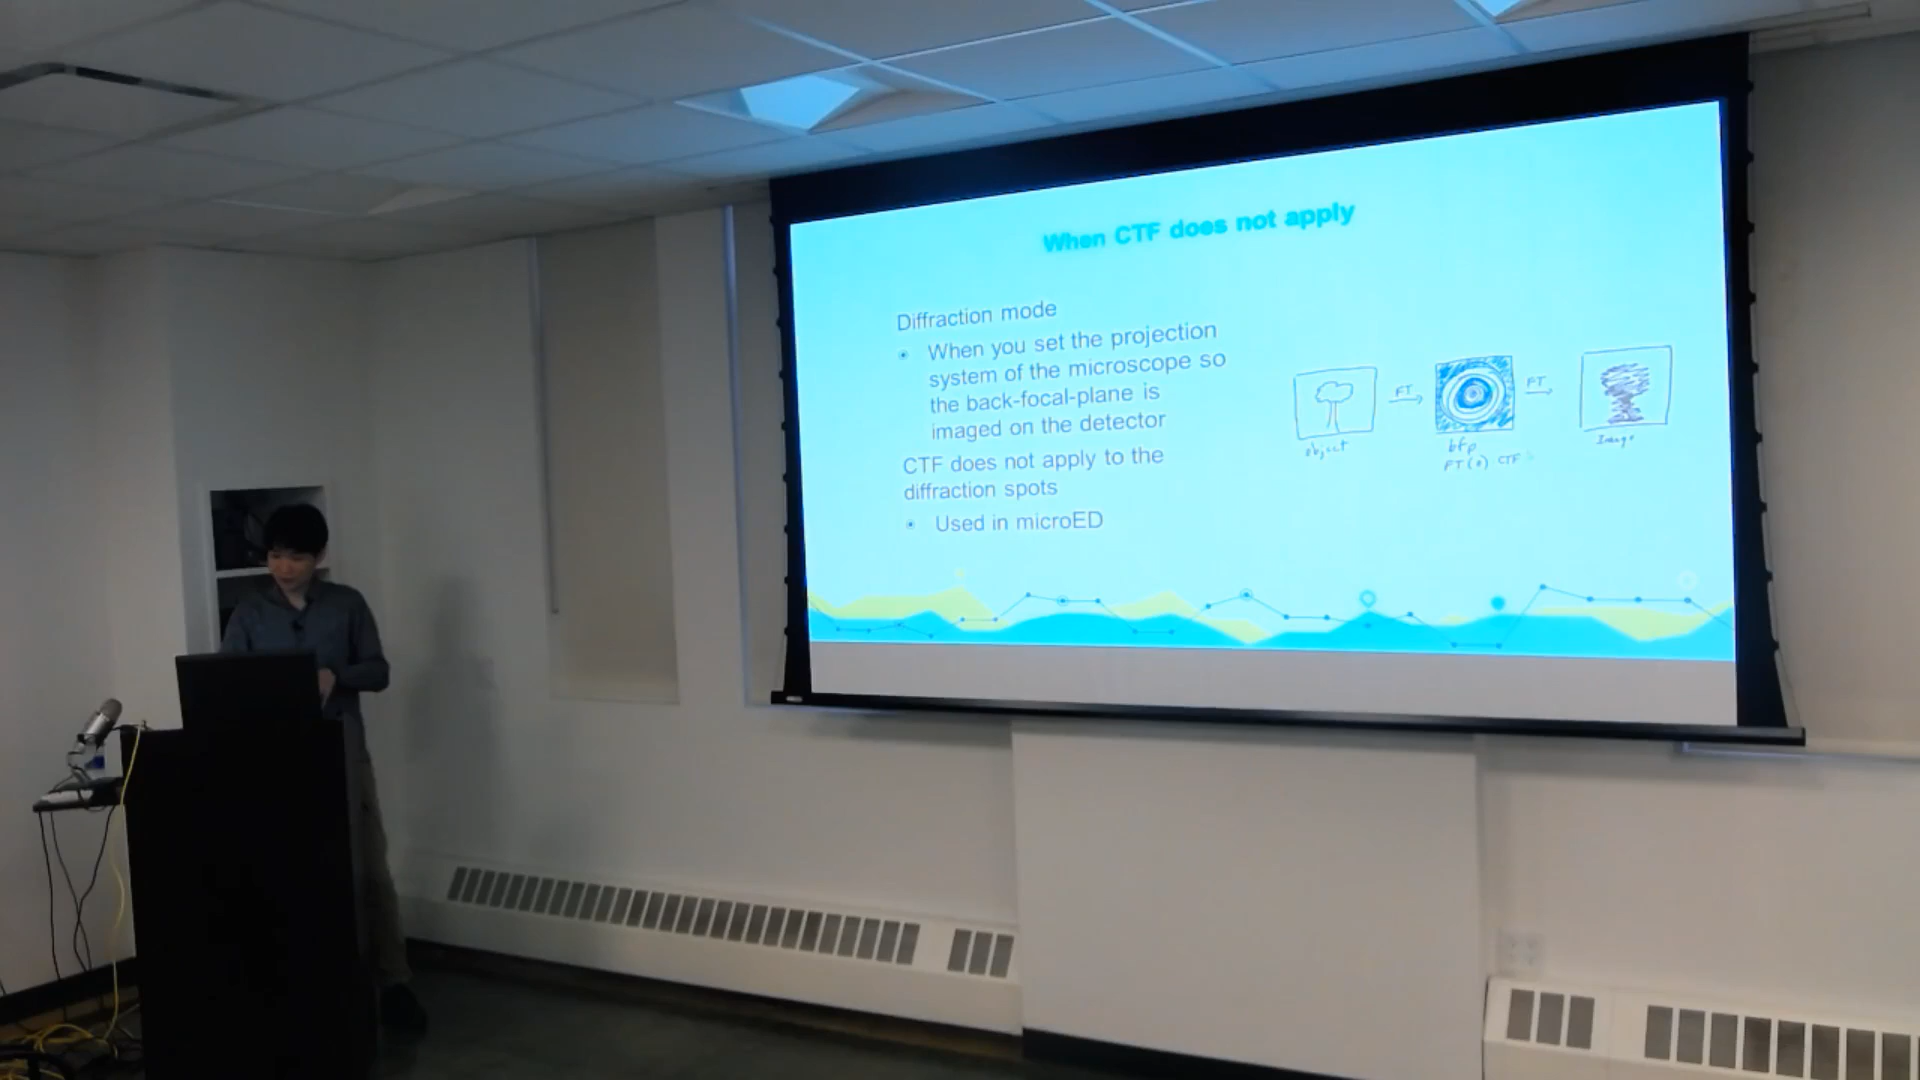 When CTF does not apply
Diffraction mode
When you set the projection
system of the microscope so
the back-focal-plane is
imaged on the detector
CTF does not apply to the
diffraction spots
Used in microED
FT
FT
object
bfp
Image
FT(o) CTF